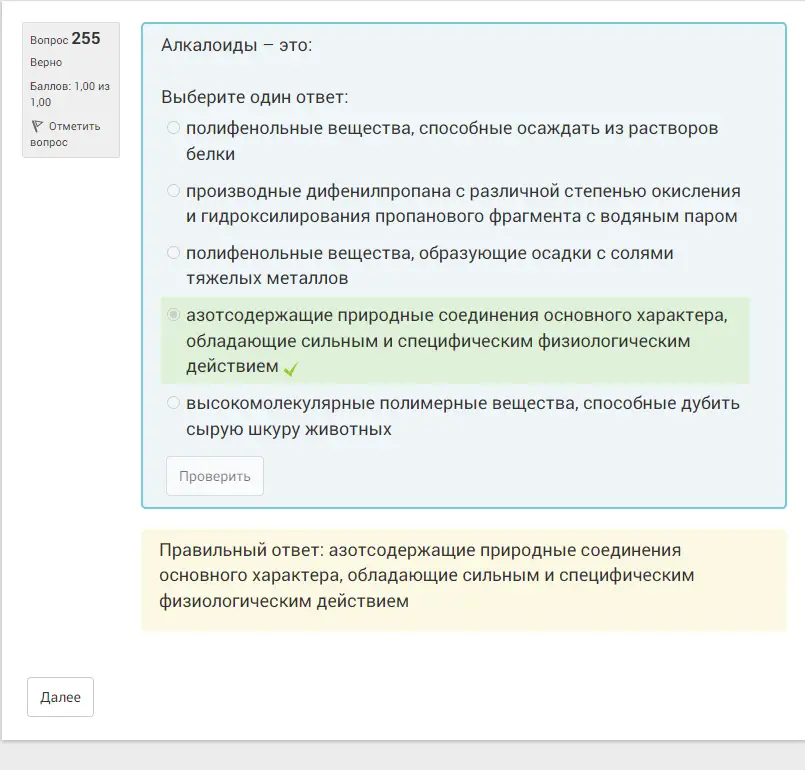 Вопрос 255
Верно
Баллов: 1,00 из
1,00
Отметить
вопрос
Алкалоиды – это:
Выберите один ответ:
полифенольные вещества, способные осаждать из растворов
белки
производные дифенилпропана с различной степенью окисления
и гидроксилирования пропанового фрагмента с водяным паром
полифенольные вещества, образующие осадки с солями
тяжелых металлов
азотсодержащие природные соединения основного характера,
обладающие сильным и специфическим физиологическим
действием
высокомолекулярные полимерные вещества, способные дубить
сырую шкуру животных
Проверить
Правильный ответ: азотсодержащие природные соединения
основного характера, обладающие сильным и специфическим
физиологическим действием
Далее